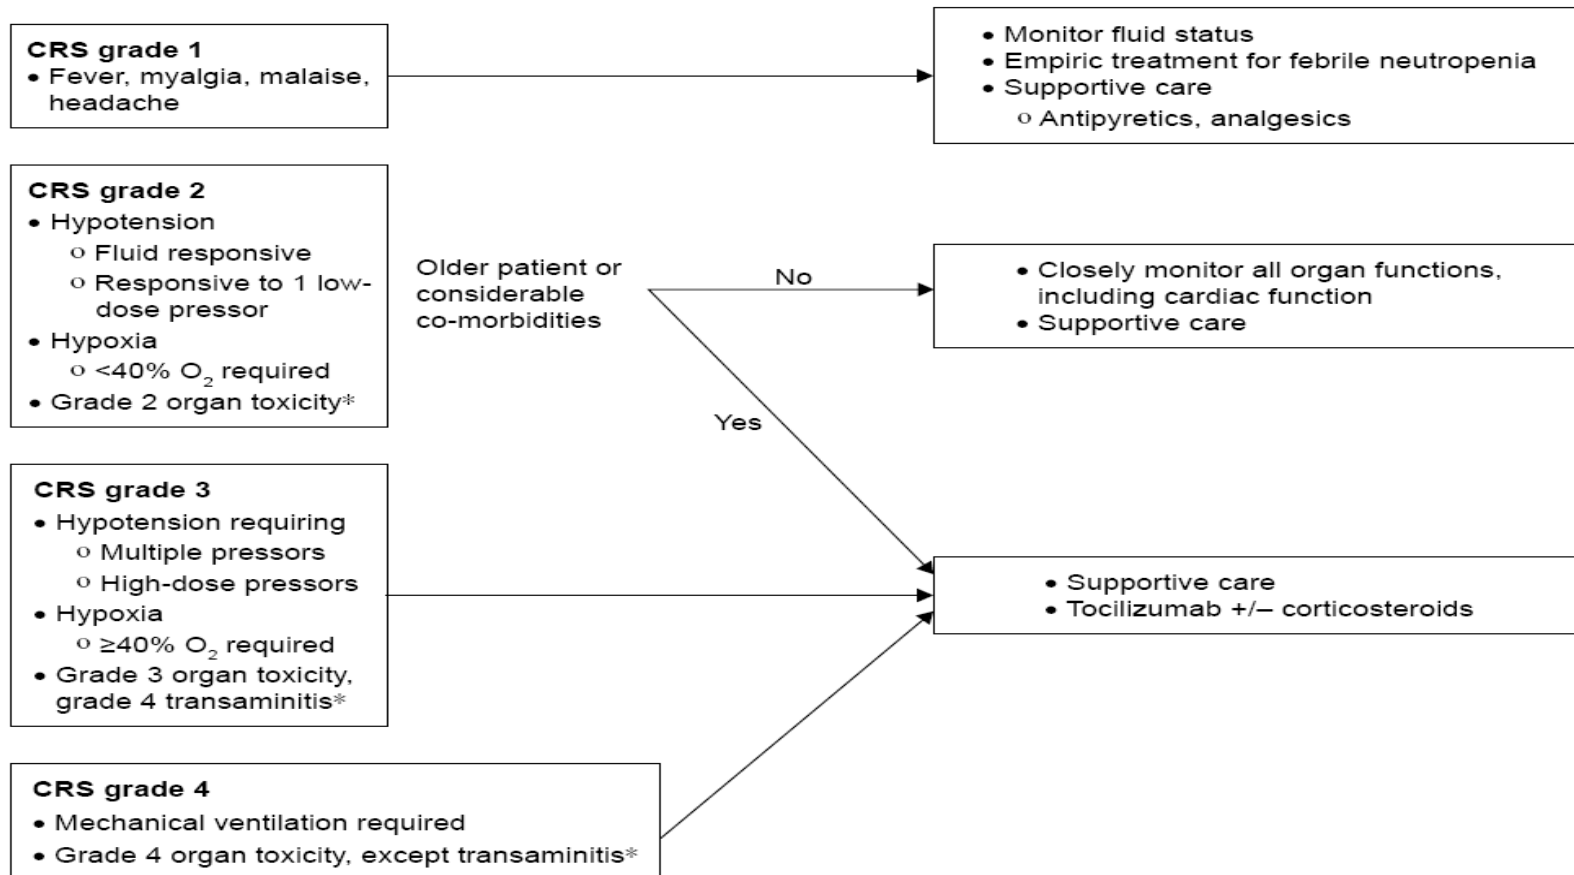 CRS grade 1
• Fever, myalgia, malaise,
headache
• Monitor fluid status
• Empiric treatment for febrile neutropenia
• Supportive care
o Antipyretics, analgesics
CRS grade 2
• Hypotension
o Fluid responsive
o Responsive to 1 low-
dose pressor
• Hypoxia
o <40% O₂ required
• Grade 2 organ toxicity*
Older patient or
considerable
co-morbidities
No
Yes
• Closely monitor all organ functions,
including cardiac function
• Supportive care
CRS grade 3
• Hypotension requiring
o Multiple pressors
o High-dose pressors
• Hypoxia
o ≥40% O₂ required
• Grade 3 organ toxicity,
grade 4 transaminitis*
• Supportive care
• Tocilizumab +/– corticosteroids
CRS grade 4
• Mechanical ventilation required
• Grade 4 organ toxicity, except transaminitis*